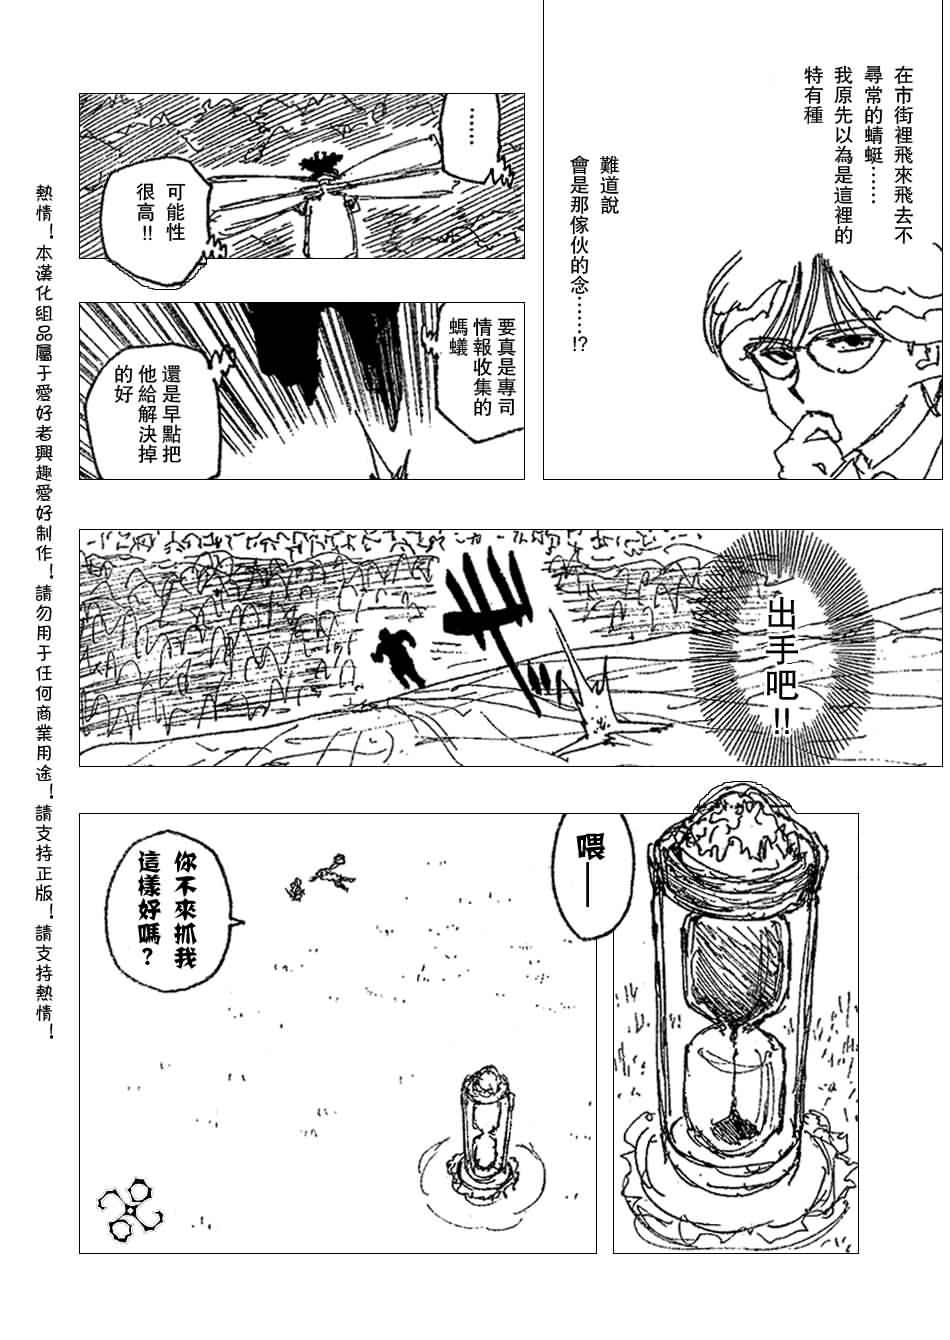 在市街裡飛來飛去不
尋常的蜻蜓……
我原先以為是這裡的
特有種
難道說
會是那傢伙的念……!?
……
可能性
很高!!
要真是專司
情報收集的
螞蟻
還是早點把
他給解決掉
的好
出手吧!!
喂——
你不來抓我
這樣好嗎?
熱情!本漢化組品屬于愛好者興趣愛好制作!請勿用于任何商業用途!請支持正版!請支持熱情!